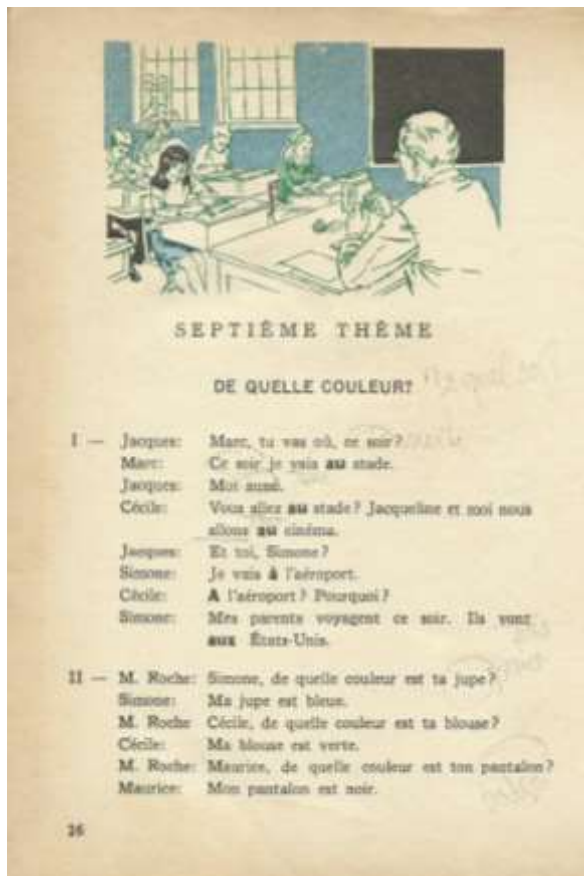 SEPTIÈME THÈME
DE QUELLE COULEUR?
I — Jacques: Marc, tu vas où, ce soir?
Marc: Ce soir je vais au stade.
Jacques: Moi aussi.
Cécile: Vous allez au stade? Jacqueline et moi nous
allons au cinéma.
Jacques: Et toi, Simone?
Simone: Je vais à l'aéroport.
Cécile: A l'aéroport? Pourquoi?
Simone: Mes parents voyagent ce soir. Ils vont
aux États-Unis.
II — M. Roche: Simone, de quelle couleur est ta jupe?
Simone: Ma jupe est bleue.
M. Roche Cécile, de quelle couleur est ta blouse?
Cécile: Ma blouse est verte.
M. Roche: Maurice, de quelle couleur est ton pantalon?
Maurice: Mon pantalon est noir.